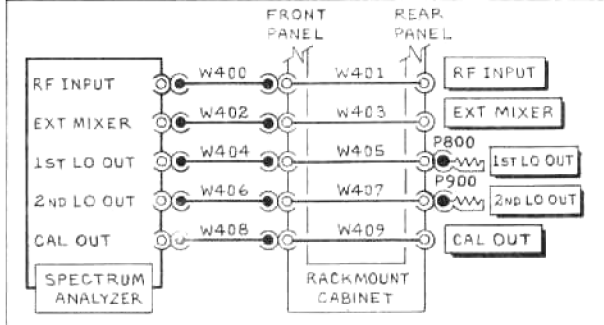 FRONT PANEL
REAR PANEL
RF INPUT
W400
W401
RF INPUT
EXT MIXER
W402
W403
EXT MIXER
1ST LO OUT
W404
W405
P800
1ST LO OUT
2ND LO OUT
W406
W407
P900
2ND LO OUT
CAL OUT
W408
W409
CAL OUT
SPECTRUM
ANALYZER
RACKMOUNT
CABINET